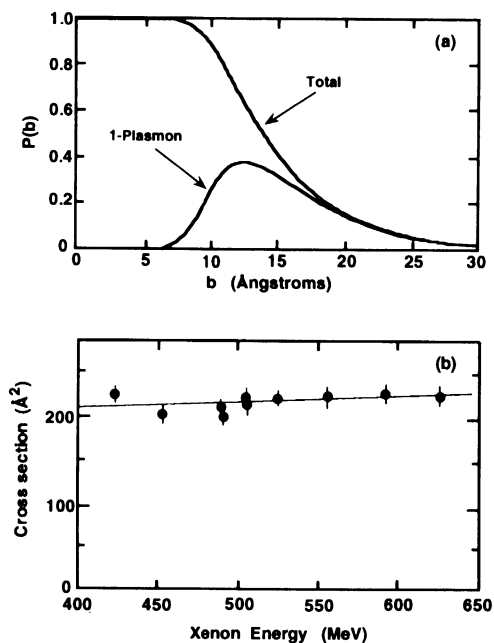 1.0
0.8
0.6
0.4
0.2
0
P(b)
(a)
Total
1-Plasmon
0
5
10
15
20
25
30
b (Ångstroms)
(b)
200
100
0
Cross section (Å²)
400
450
500
550
600
650
Xenon Energy (MeV)